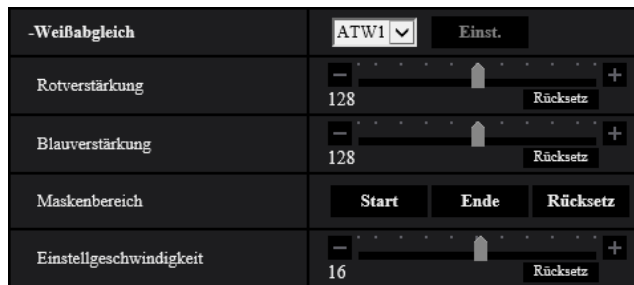 -Weißabgleich ATW1 Einst.
Rotverstärkung − +
128 Rücksetz
Blauverstärkung − +
128 Rücksetz
Maskenbereich Start Ende Rücksetz
Einstellgeschwindigkeit − +
16 Rücksetz